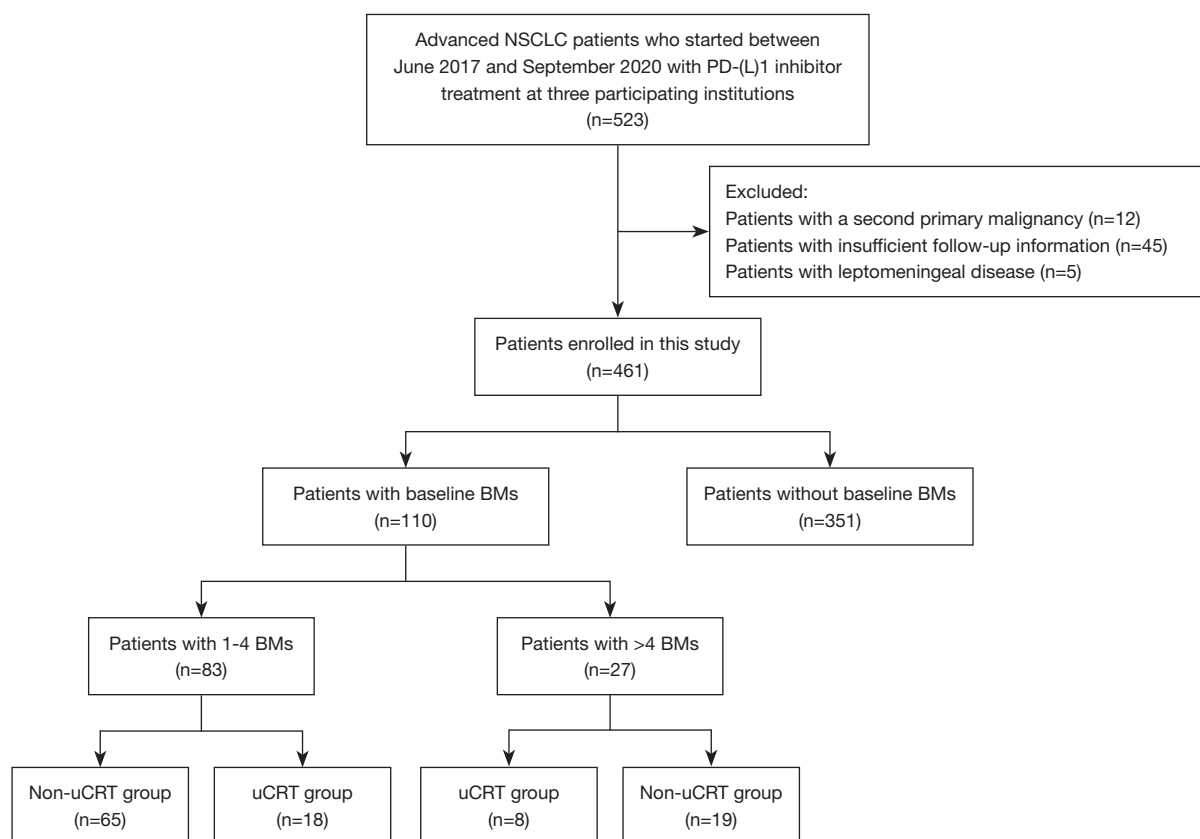 Advanced NSCLC patients who started between
June 2017 and September 2020 with PD-(L)1 inhibitor
treatment at three participating institutions
(n=523)
Excluded:
Patients with a second primary malignancy (n=12)
Patients with insufficient follow-up information (n=45)
Patients with leptomeningeal disease (n=5)
Patients enrolled in this study
(n=461)
Patients with baseline BMs
(n=110)
Patients without baseline BMs
(n=351)
Patients with 1-4 BMs
(n=83)
Patients with >4 BMs
(n=27)
Non-uCRT group
(n=65)
uCRT group
(n=18)
uCRT group
(n=8)
Non-uCRT group
(n=19)